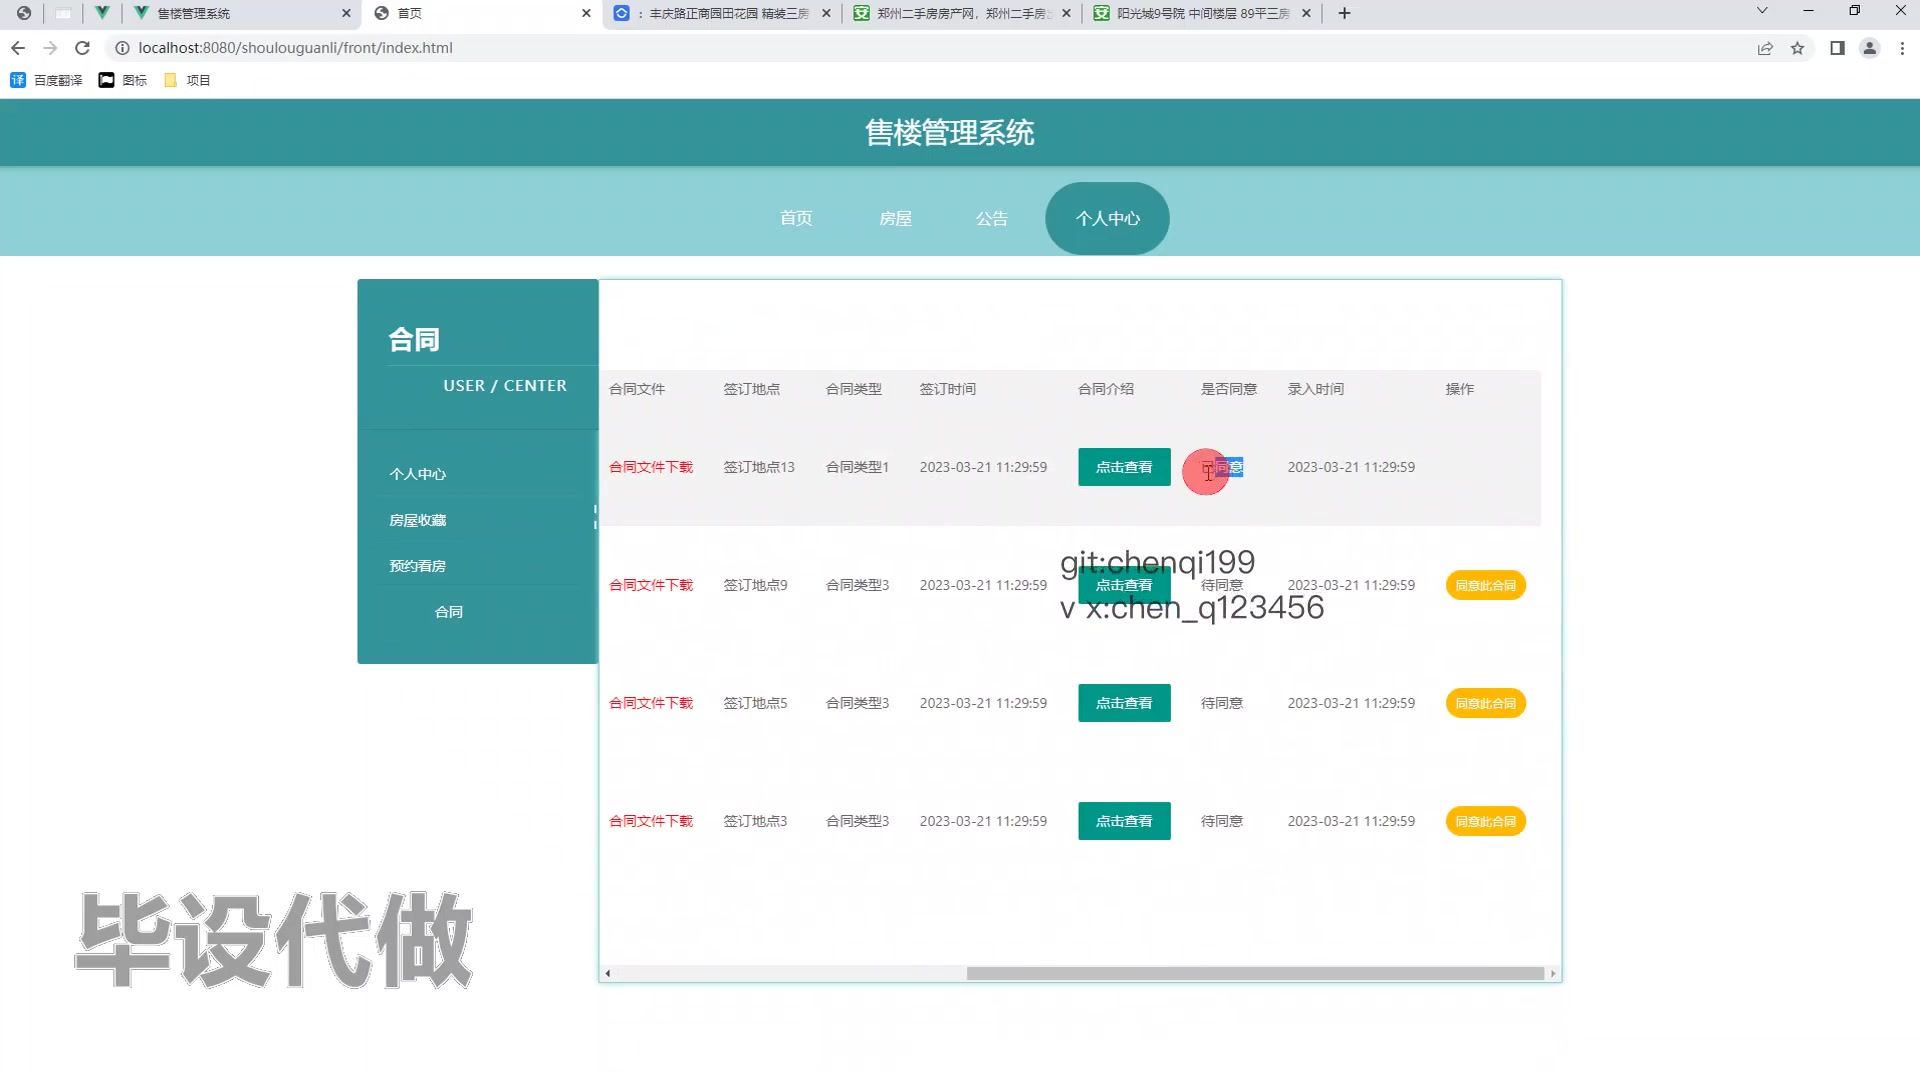 售楼管理系统
首页
：丰庆路正商园田花园 精装三房
郑州二手房房产网，郑州二手房
阳光城9号院 中间楼层 89平三房
localhost:8080/shoulouguanli/front/index.html
百度翻译
图标
项目
售楼管理系统
首页
房屋
公告
个人中心
合同
USER / CENTER
个人中心
房屋收藏
预约看房
合同
合同文件 签订地点 合同类型 签订时间 合同介绍 是否同意 录入时间 操作
合同文件下载 签订地点13 合同类型1 2023-03-21 11:29:59 点击查看 已同意 2023-03-21 11:29:59
合同文件下载 签订地点9 合同类型3 2023-03-21 11:29:59 点击查看 待同意 2023-03-21 11:29:59 同意此合同
合同文件下载 签订地点5 合同类型3 2023-03-21 11:29:59 点击查看 待同意 2023-03-21 11:29:59 同意此合同
合同文件下载 签订地点3 合同类型3 2023-03-21 11:29:59 点击查看 待同意 2023-03-21 11:29:59 同意此合同
git:chenqi199
v x:chen_q123456
毕设代做